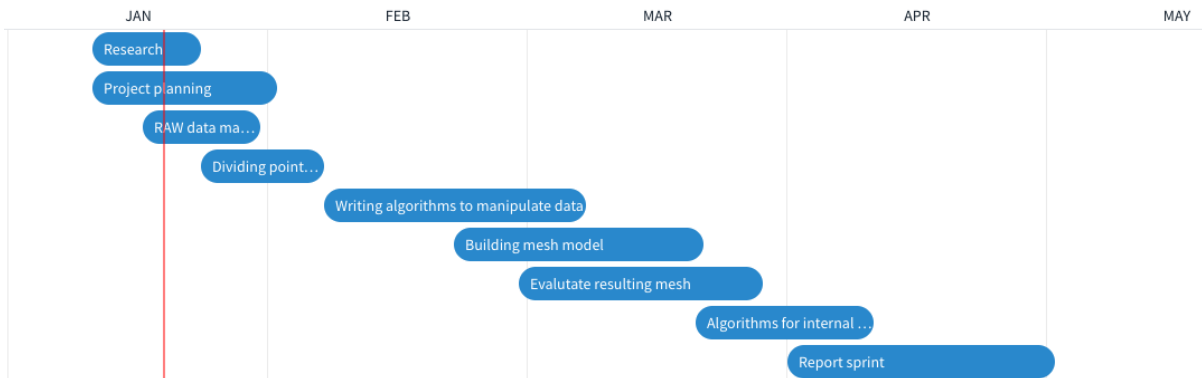 JAN FEB MAR APR MAY
Research
Project planning
RAW data ma...
Dividing point...
Writing algorithms to manipulate data
Building mesh model
Evalutate resulting mesh
Algorithms for internal ...
Report sprint